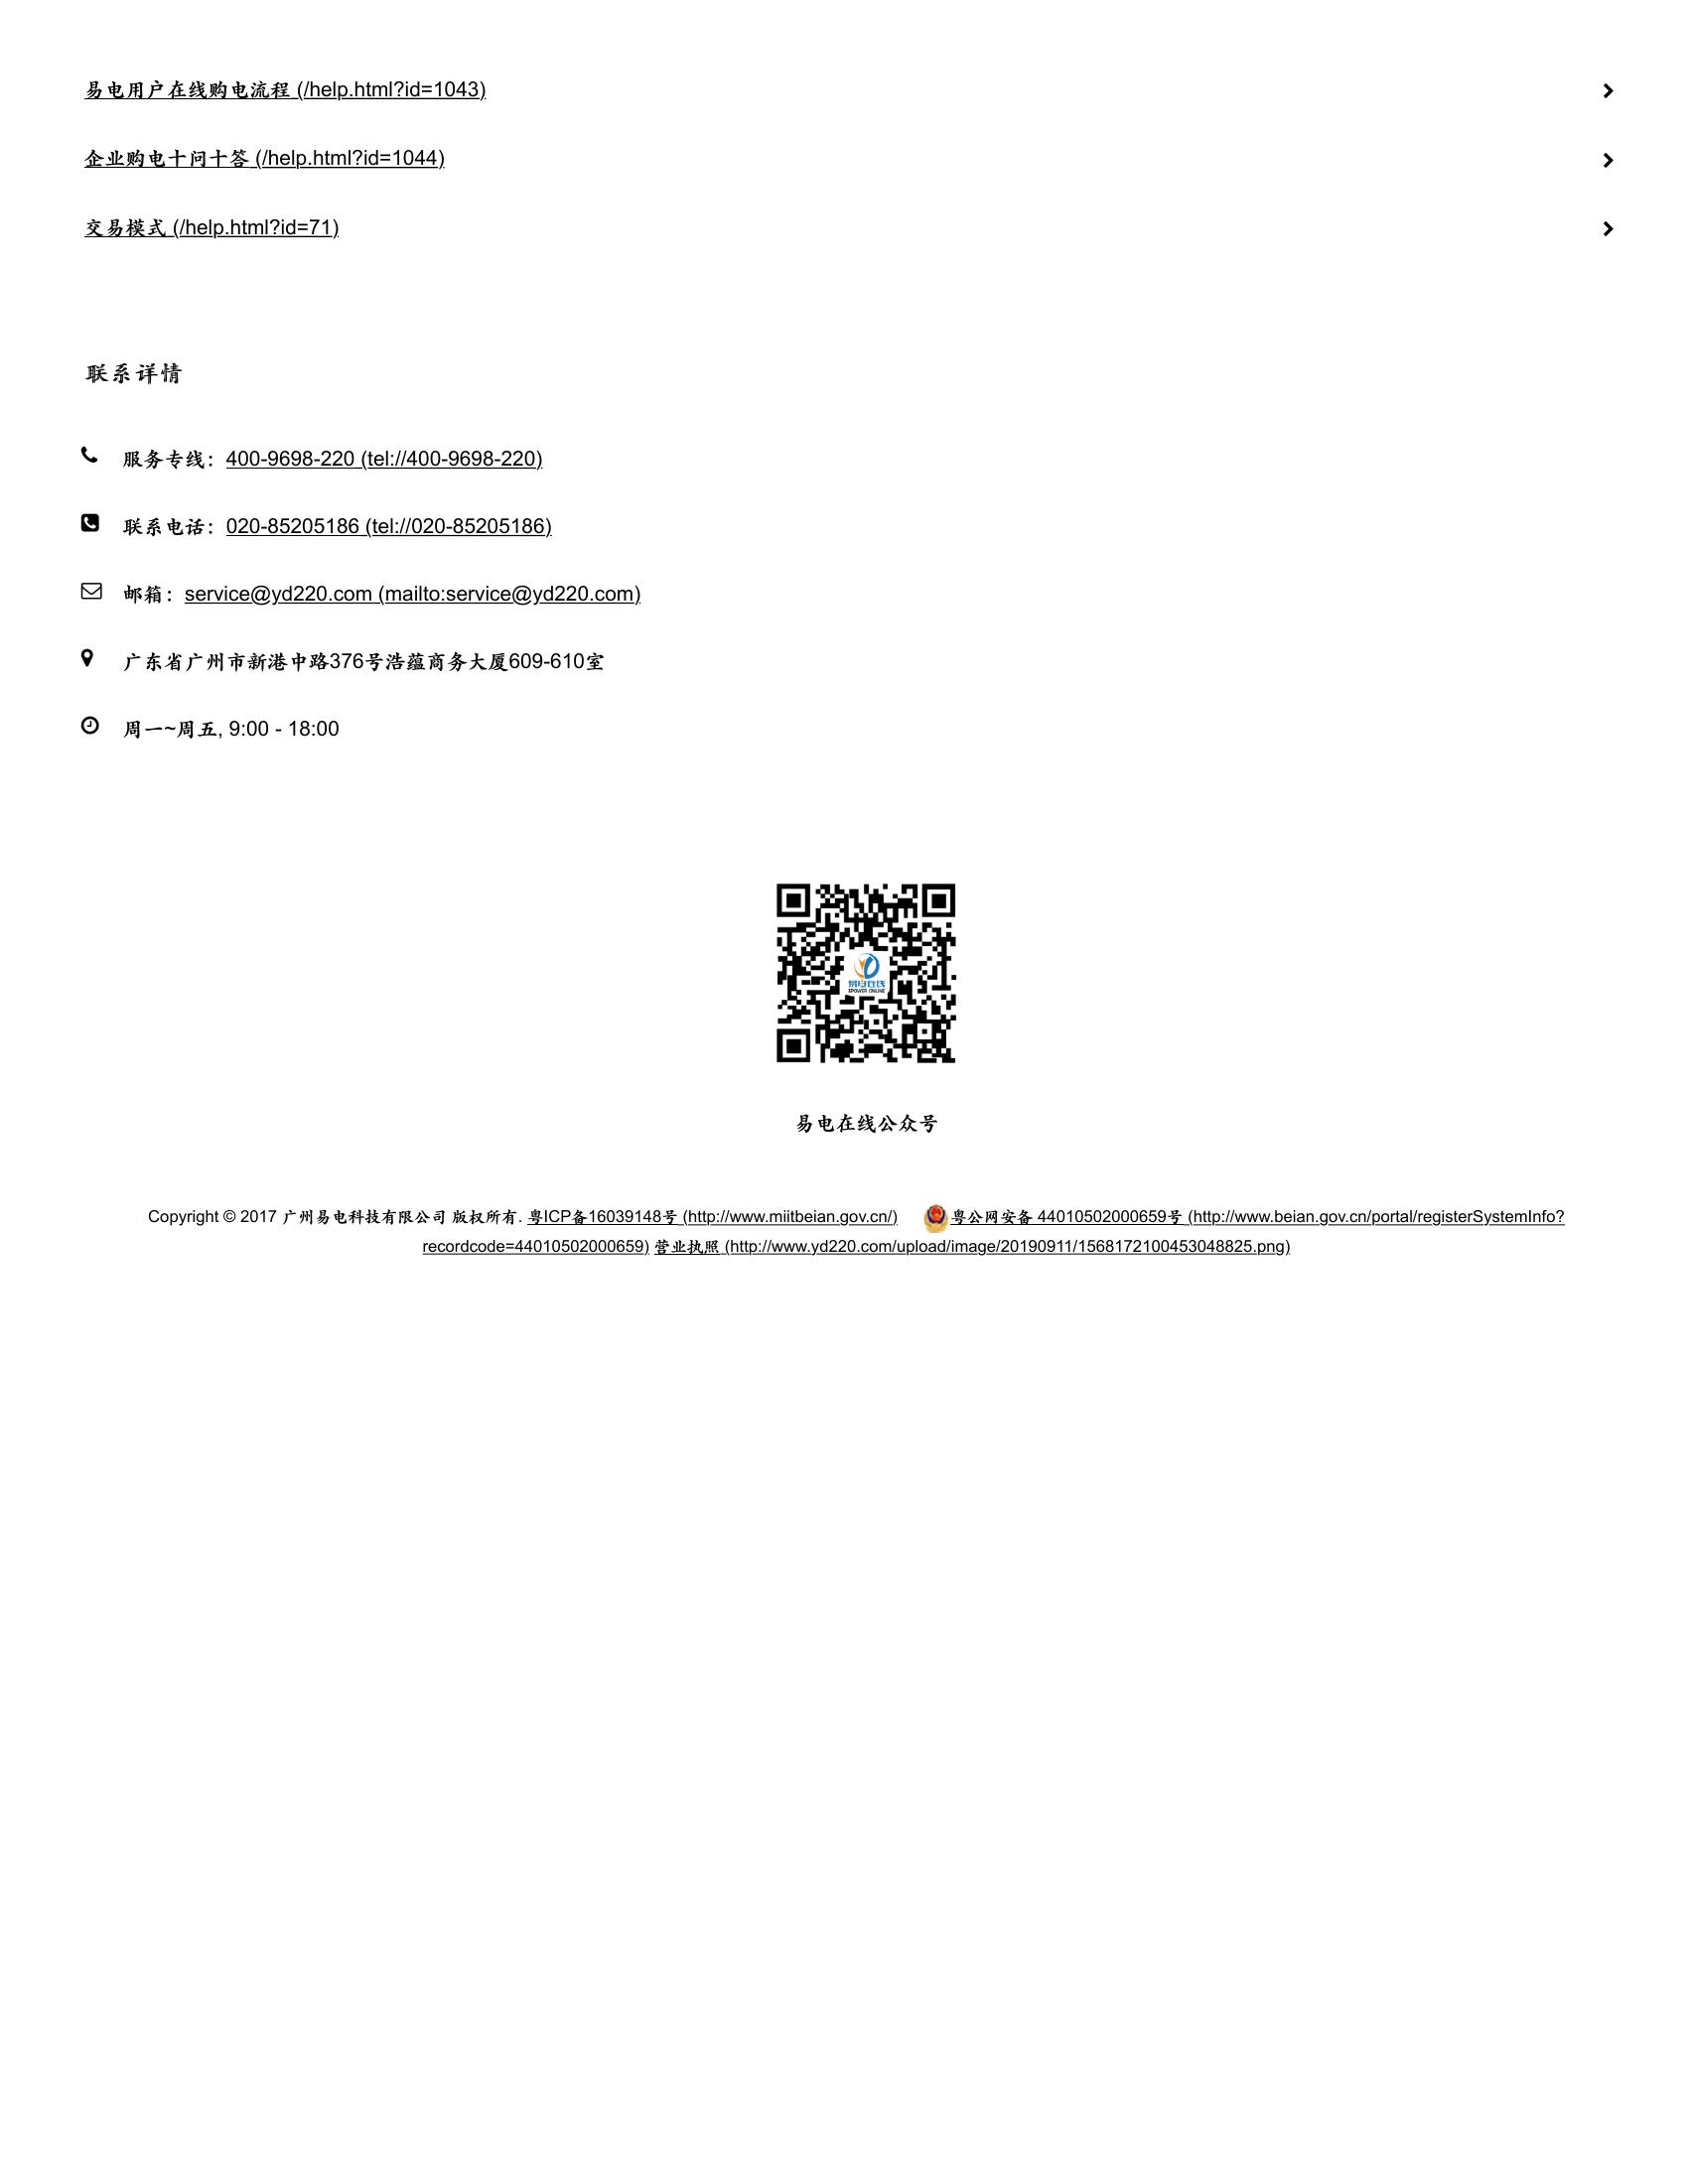 易电用户在线购电流程 (/help.html?id=1043)
企业购电十问十答 (/help.html?id=1044)
交易模式 (/help.html?id=71)
联系详情
服务专线：400-9698-220 (tel://400-9698-220)
联系电话：020-85205186 (tel://020-85205186)
邮箱：service@yd220.com (mailto:service@yd220.com)
广东省广州市新港中路376号浩蕴商务大厦609-610室
周一~周五, 9:00 - 18:00
易电在线
EPOWER ONLINE
易电在线公众号
Copyright © 2017 广州易电科技有限公司 版权所有. 粤ICP备16039148号 (http://www.miitbeian.gov.cn/) 粤公网安备 44010502000659号 (http://www.beian.gov.cn/portal/registerSystemInfo?
recordcode=44010502000659) 营业执照 (http://www.yd220.com/upload/image/20190911/1568172100453048825.png)